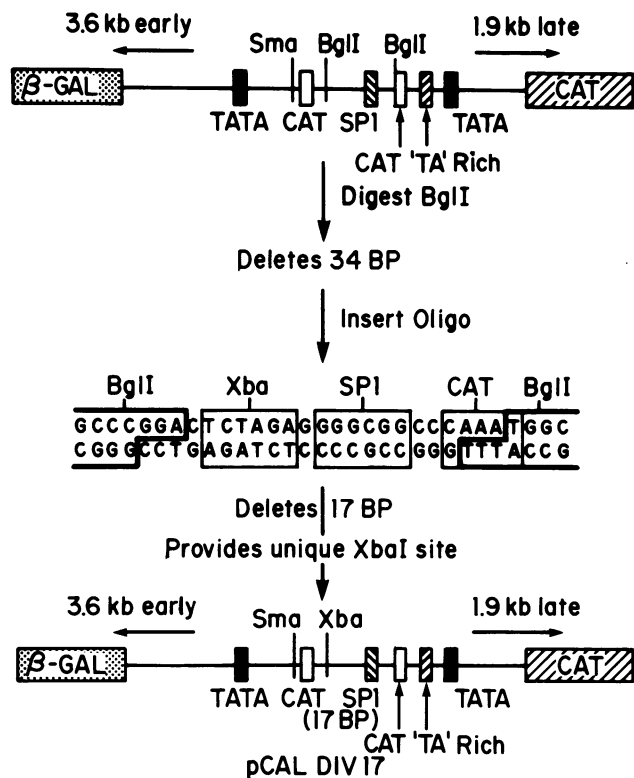 3.6 kb early
1.9 kb late
Sma BglI BglI
β-GAL
CAT
TATA CAT SP1 TATA
CAT 'TA' Rich
Digest BglI
Deletes 34 BP
Insert Oligo
BglI Xba SP1 CAT BglI
GCCCGGACTCTAGAGGGGCGGCCCAAATGGC
CGGGCCTGAGATCTCCCCGCCGGGTTTACCG
Deletes 17 BP
Provides unique XbaI site
3.6 kb early
1.9 kb late
Sma Xba
β-GAL
CAT
TATA CAT SP1 TATA
(17 BP)
CAT 'TA' Rich
pCAL DIV 17